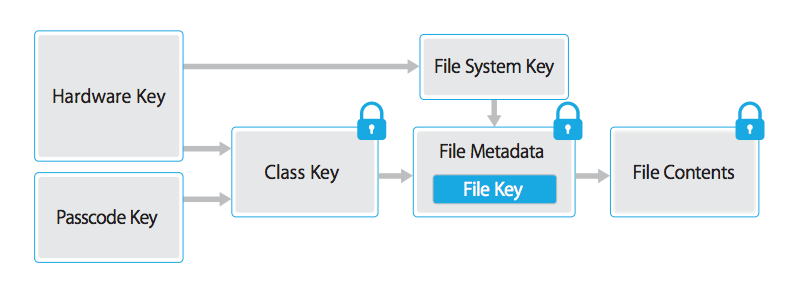 Hardware Key
File System Key
Class Key
File Metadata
File Key
File Contents
Passcode Key